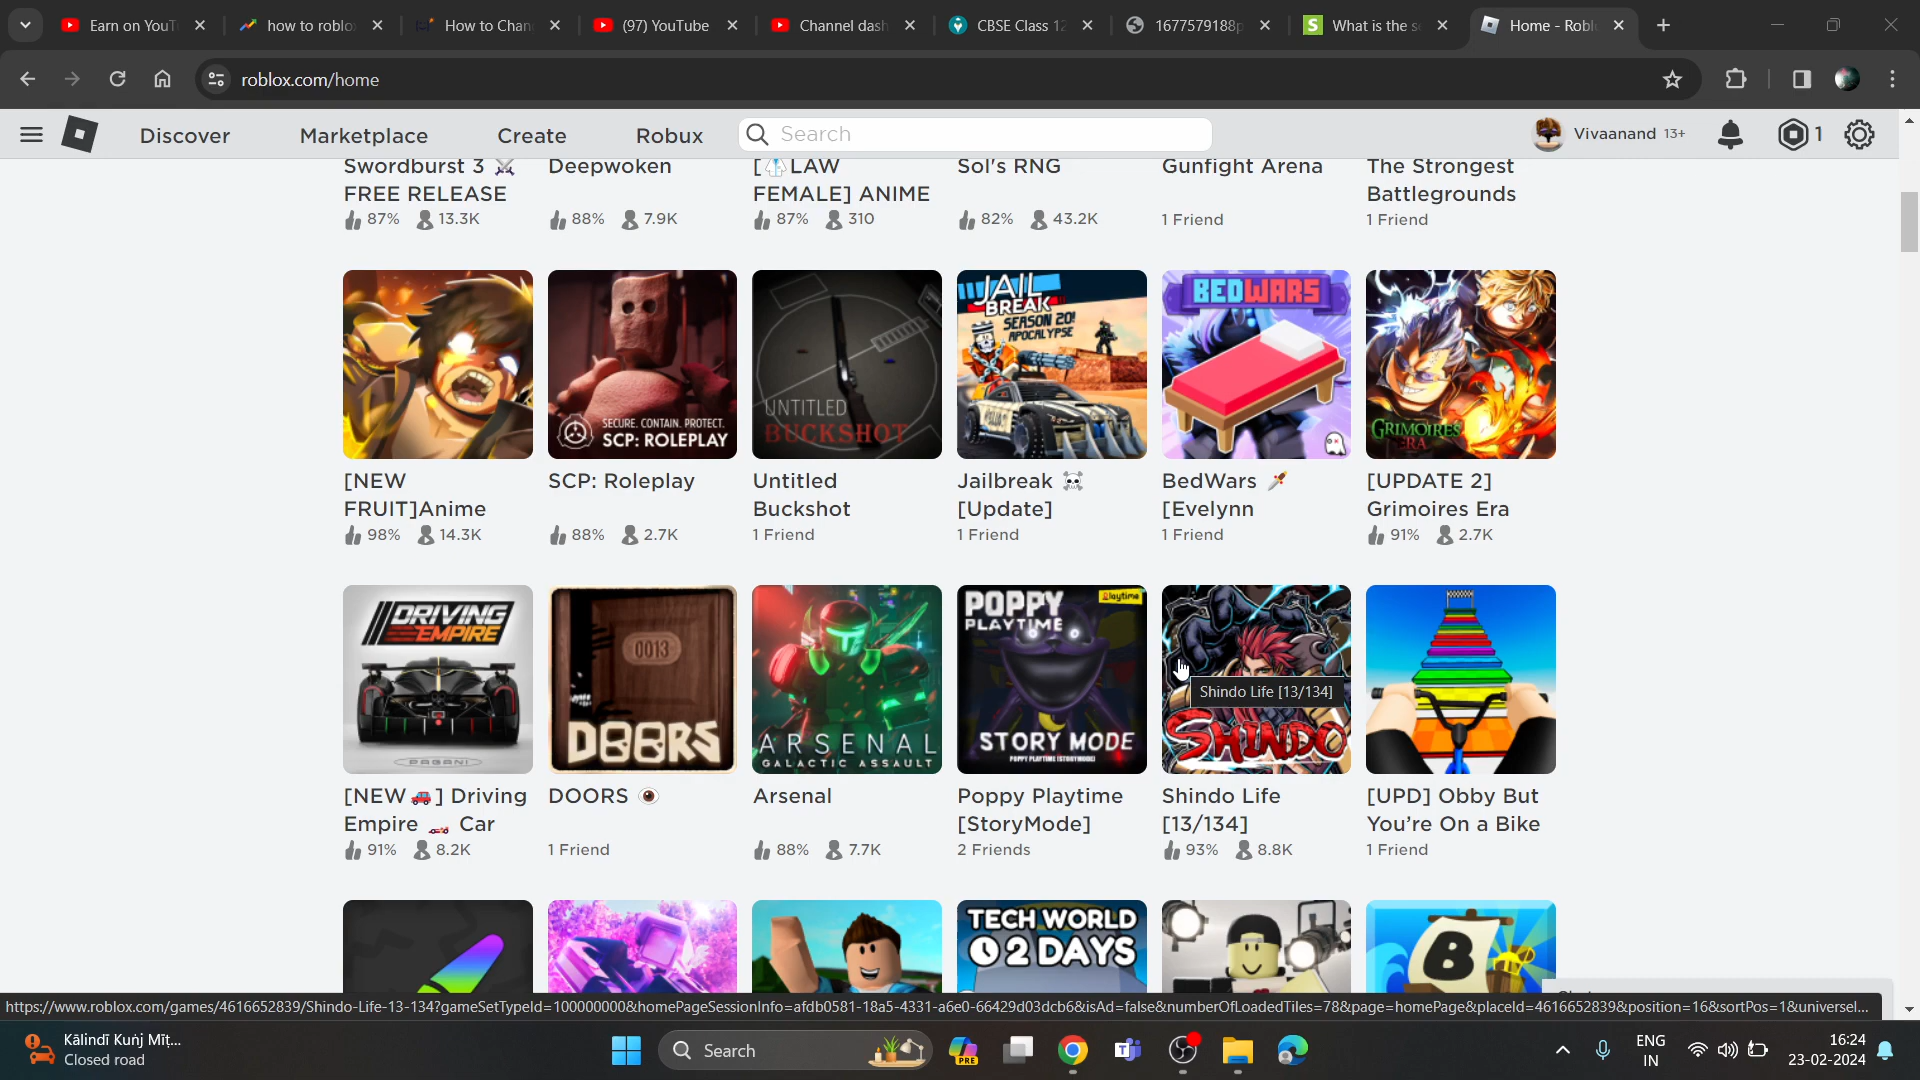 Earn on YouT
how to roblo
How to Chan
(97) YouTube
Channel dash
CBSE Class 12
1677579188p
What is the s
Home - Robl
roblox.com/home
Discover
Marketplace
Create
Robux
Search
Vivaanand 13+
1
Swordburst 3 ⚔️
FREE RELEASE
87% 13.3K
Deepwoken
88% 7.9K
[🥼LAW
FEMALE] ANIME
87% 310
Sol's RNG
82% 43.2K
Gunfight Arena
1 Friend
The Strongest
Battlegrounds
1 Friend
SECURE. CONTAIN. PROTECT.
SCP: ROLEPLAY
UNTITLED
BUCKSHOT
JAIL
BREAK
SEASON 20!
APOCALYPSE
BEDWARS
GRIMOIRES
ERA
[NEW
FRUIT]Anime
98% 14.3K
SCP: Roleplay
88% 2.7K
Untitled
Buckshot
1 Friend
Jailbreak ☠️
[Update]
1 Friend
BedWars 🗡️
[Evelynn
1 Friend
[UPDATE 2]
Grimoires Era
91% 2.7K
DRIVING
EMPIRE
PAGANI
0013
DOORS
ARSENAL
GALACTIC ASSAULT
POPPY
PLAYTIME
Playtime
STORY MODE
POPPY PLAYTIME [STORYMODE]
Shindo Life [13/134]
SHINDO
[NEW 🚗] Driving
Empire 🏎️ Car
91% 8.2K
DOORS 👁️
1 Friend
Arsenal
88% 7.7K
Poppy Playtime
[StoryMode]
2 Friends
Shindo Life
[13/134]
93% 8.8K
[UPD] Obby But
You're On a Bike
1 Friend
TECH WORLD
2 DAYS
B
https://www.roblox.com/games/4616652839/Shindo-Life-13-134?gameSetTypeId=100000000&homePageSessionInfo=afdb0581-18a5-4331-a6e0-66429d03dcb6&isAd=false&numberOfLoadedTiles=78&page=homePage&placeId=4616652839&position=16&sortPos=1&universeI...
Kālindī Kuṅj Mīṭ...
Closed road
Search
PRE
ENG
IN
16:24
23-02-2024